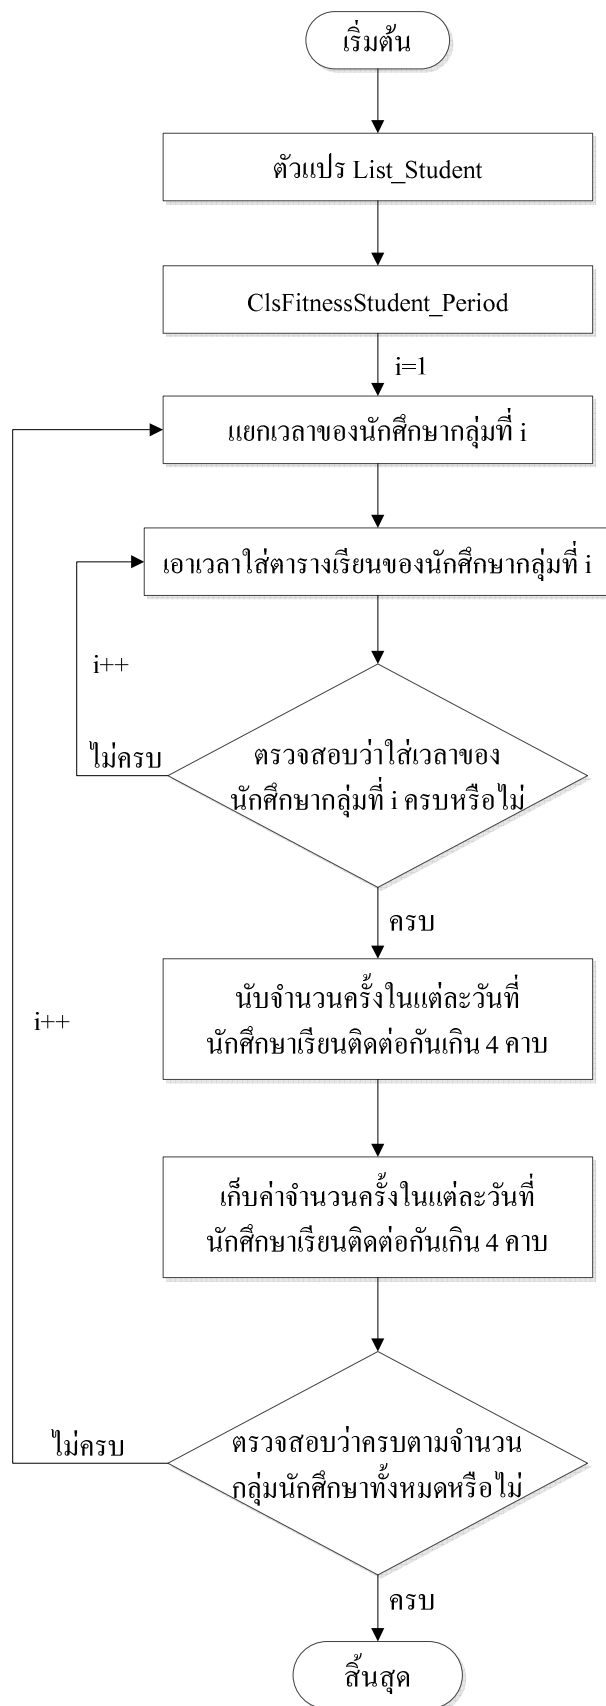 เริ่มต้น
ตัวแปร List_Student
ClsFitnessStudent_Period
i=1
แยกเวลาของนักศึกษากลุ่มที่ i
เอาเวลาใส่ตารางเรียนของนักศึกษากลุ่มที่ i
i++
ไม่ครบ
ตรวจสอบว่าใส่เวลาของ
นักศึกษากลุ่มที่ i ครบหรือไม่
ครบ
นับจำนวนครั้งในแต่ละวันที่
นักศึกษาเรียนติดต่อกันเกิน 4 คาบ
i++
เก็บค่าจำนวนครั้งในแต่ละวันที่
นักศึกษาเรียนติดต่อกันเกิน 4 คาบ
ไม่ครบ
ตรวจสอบว่าครบตามจำนวน
กลุ่มนักศึกษาทั้งหมดหรือไม่
ครบ
สิ้นสุด